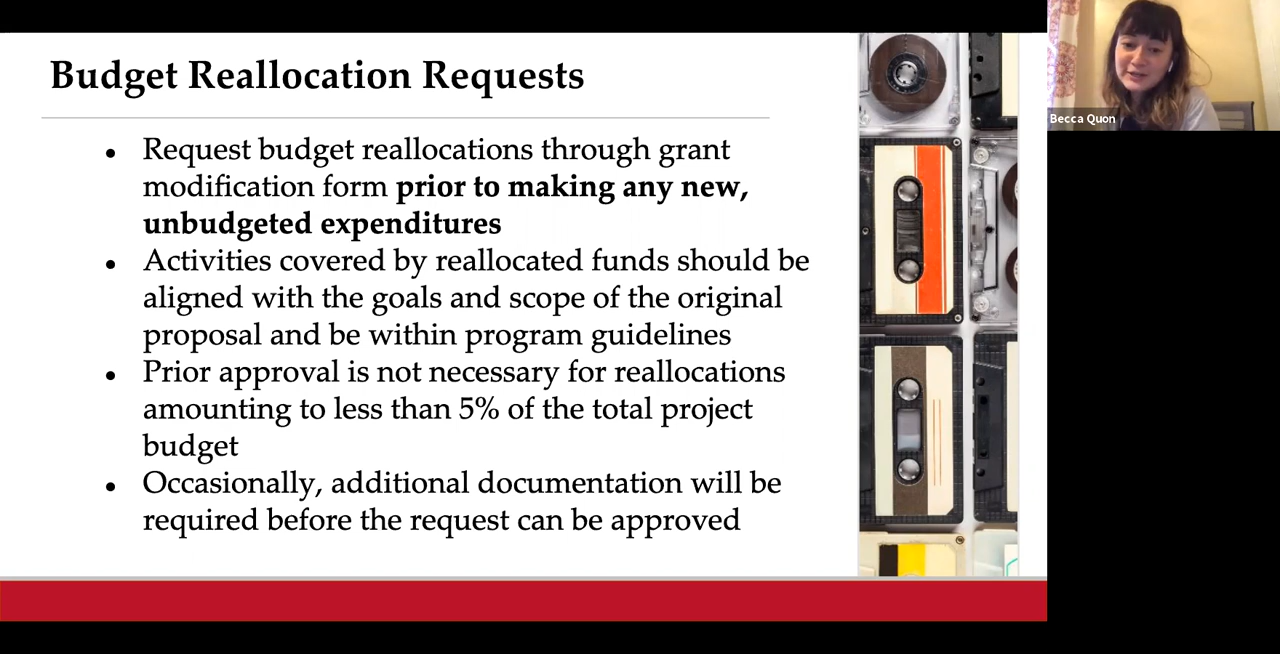 Budget Reallocation Requests
• Request budget reallocations through grant
modification form prior to making any new,
unbudgeted expenditures
• Activities covered by reallocated funds should be
aligned with the goals and scope of the original
proposal and be within program guidelines
• Prior approval is not necessary for reallocations
amounting to less than 5% of the total project
budget
• Occasionally, additional documentation will be
required before the request can be approved
Becca Quon